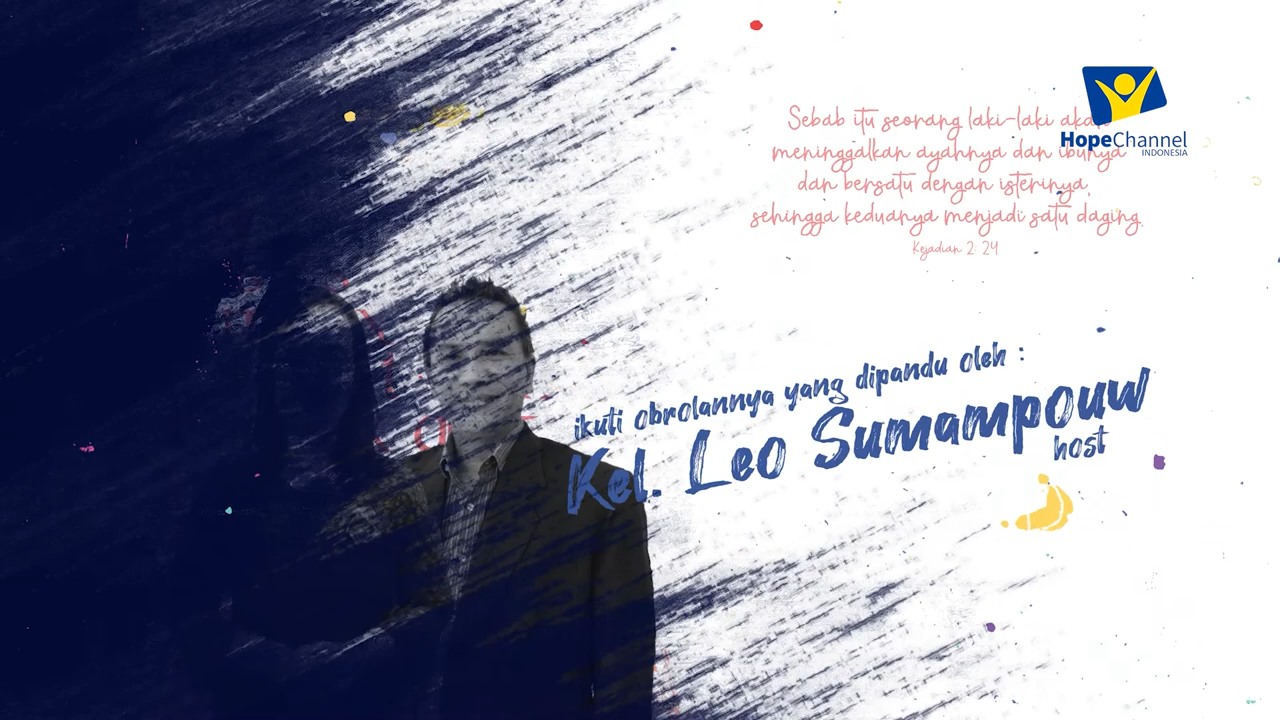 Sebab itu seorang laki-laki akan
meninggalkan ayahnya dan ibunya
dan bersatu dengan isterinya,
sehingga keduanya menjadi satu daging.
Kejadian 2: 24
HopeChannel
INDONESIA
ikuti obrolannya yang dipandu oleh :
Kel. Leo Sumampouw
host